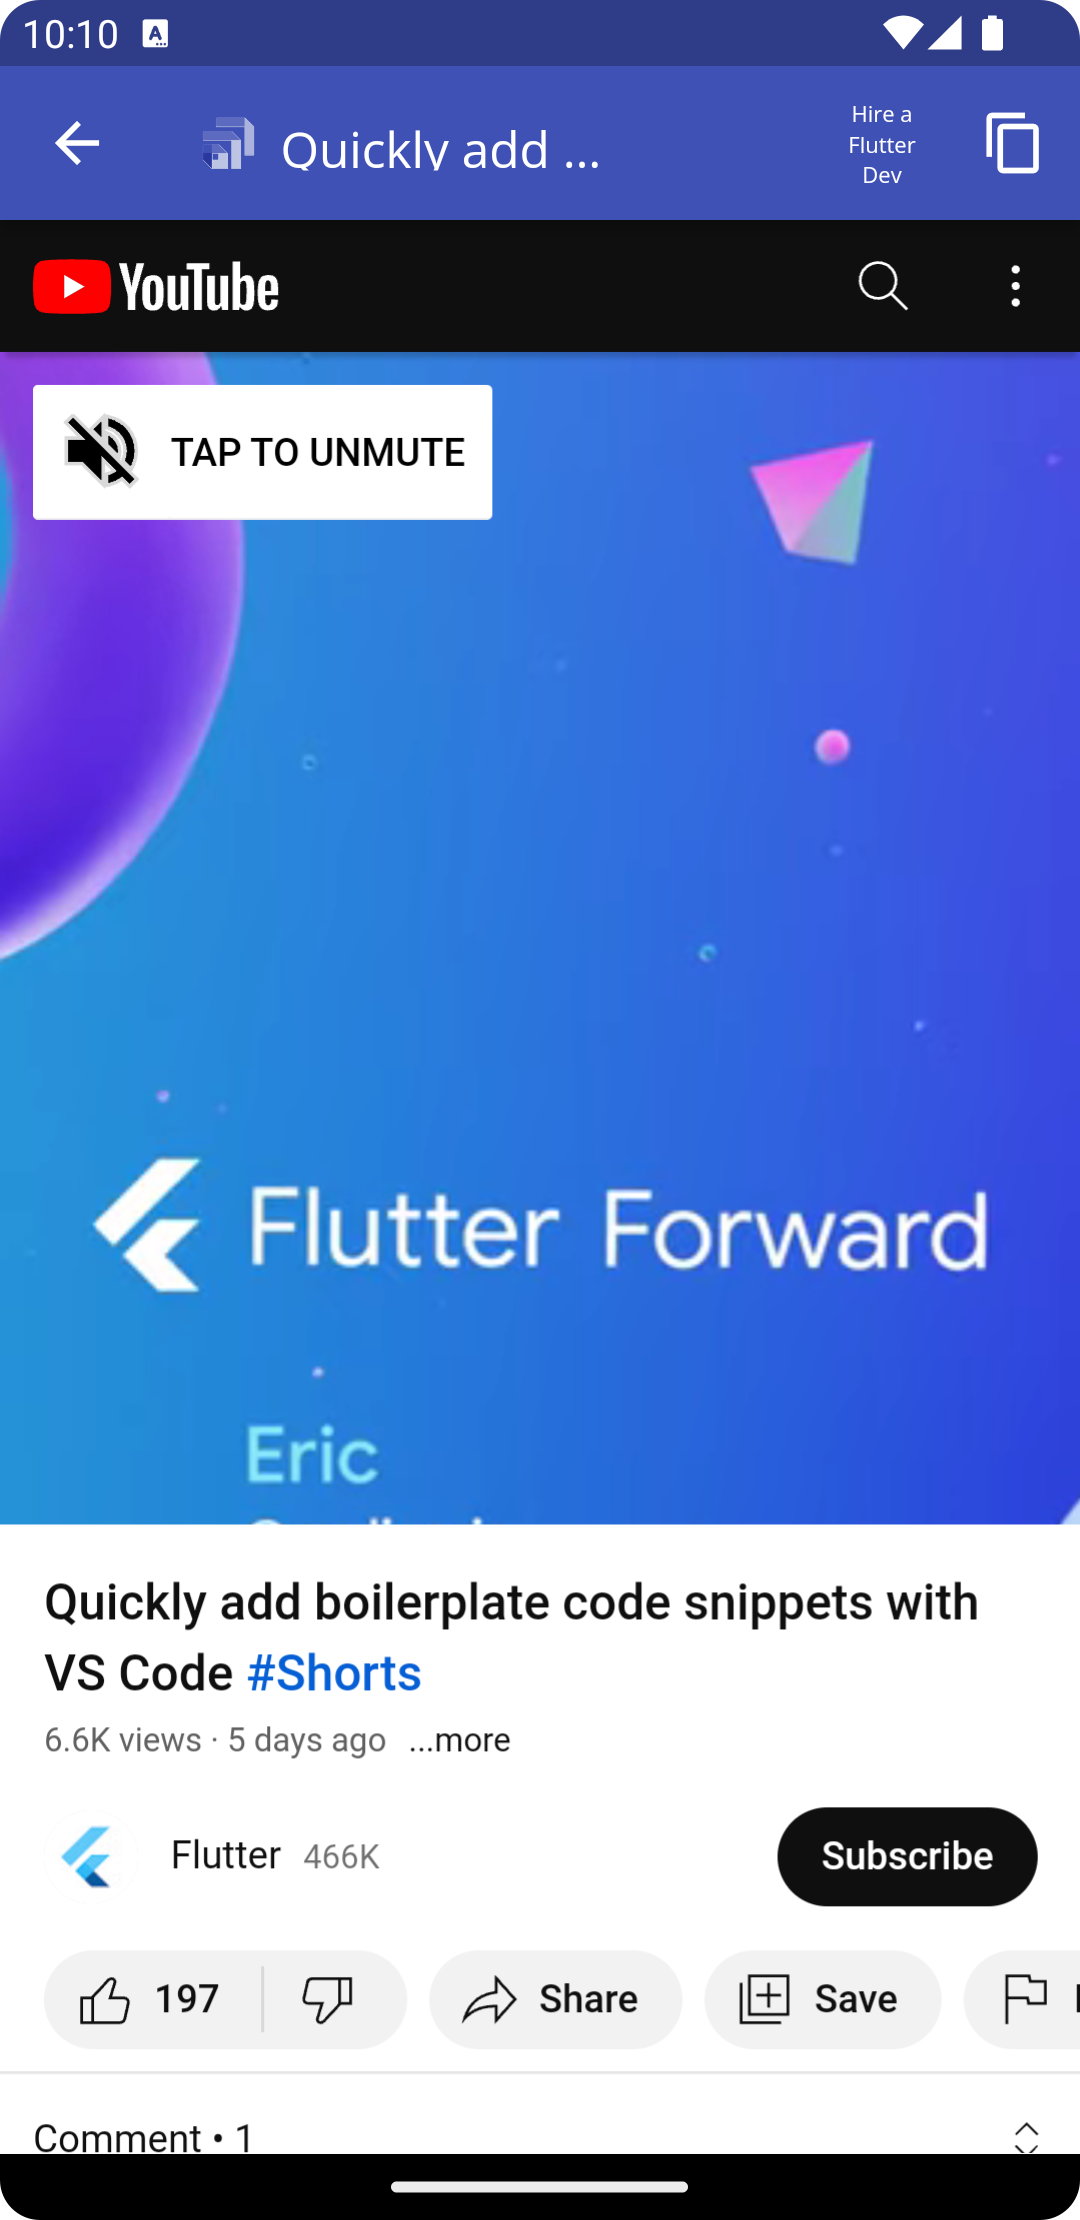 10:10
Quickly add ...
Hire a
Flutter
Dev
YouTube
TAP TO UNMUTE
Flutter Forward
Eric
Quickly add boilerplate code snippets with
VS Code #Shorts
6.6K views · 5 days ago ...more
Flutter 466K
Subscribe
197
Share
Save
Comment • 1